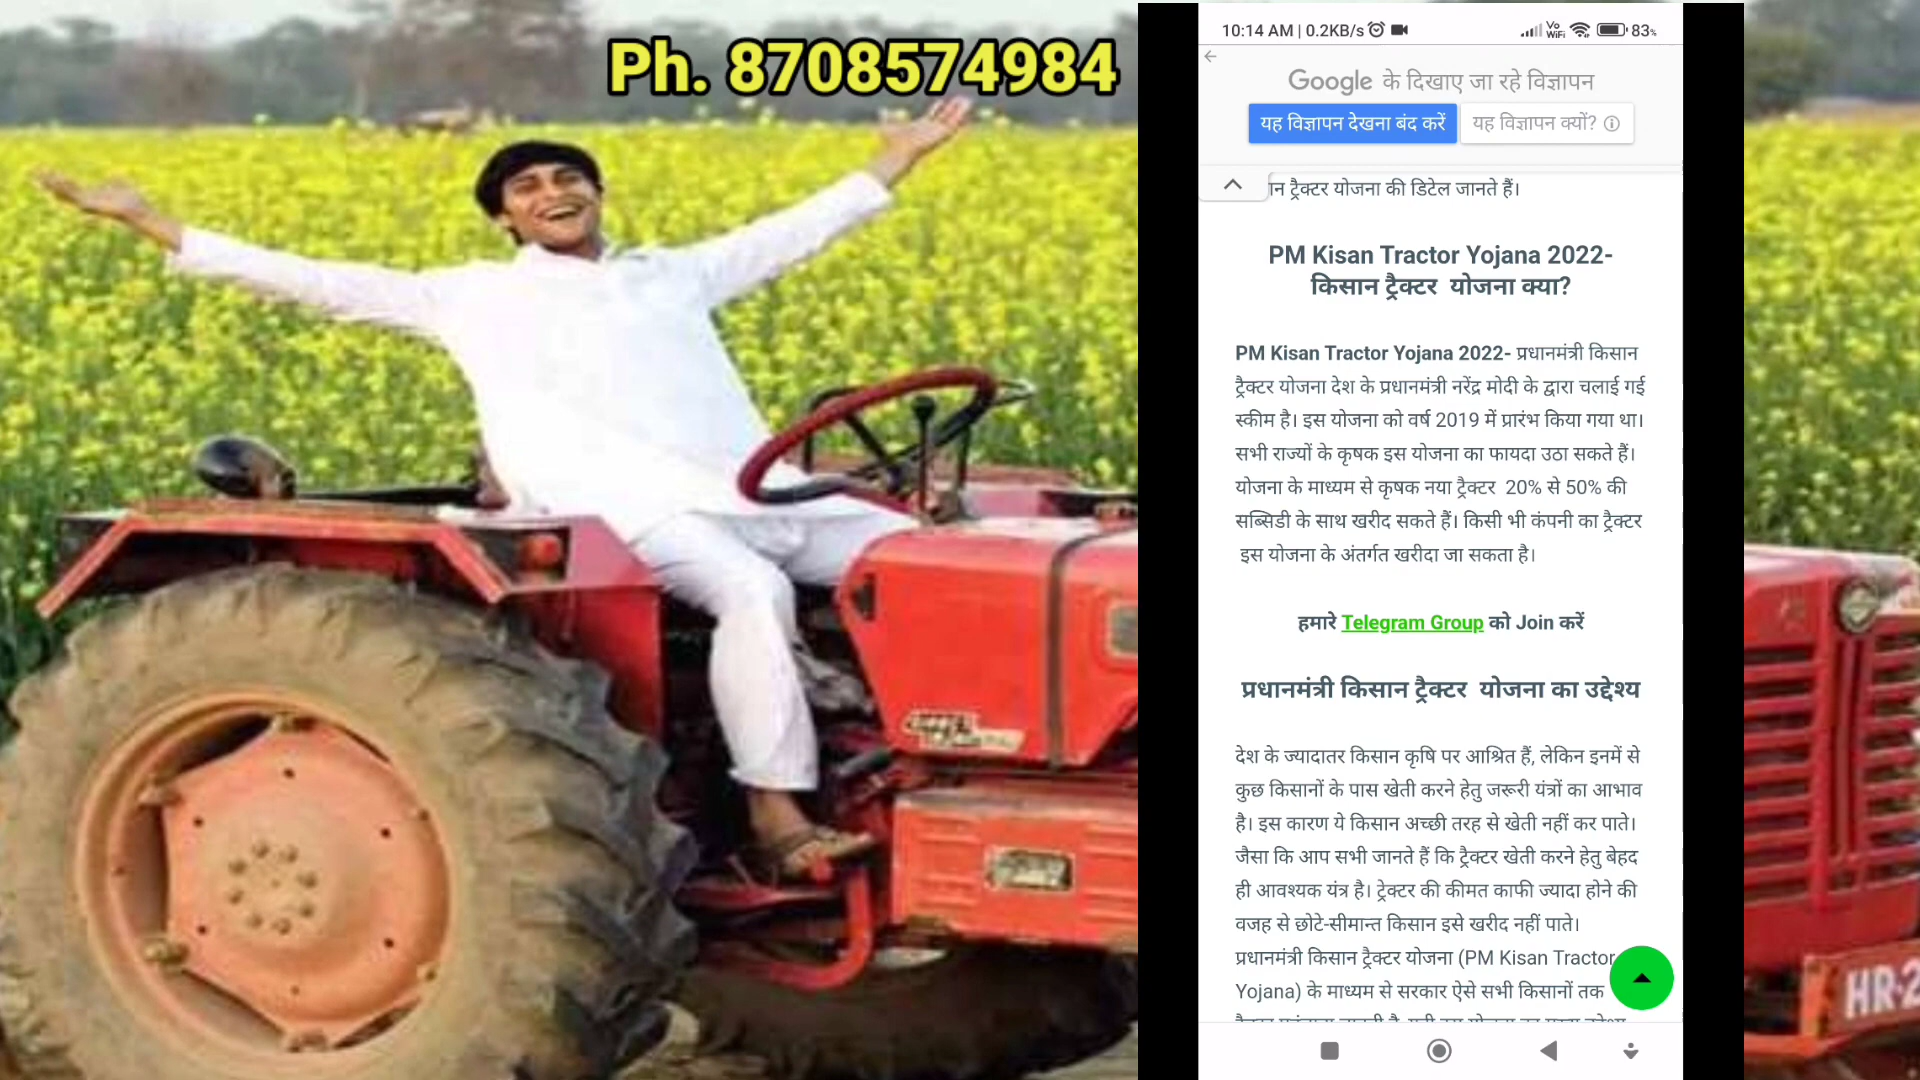 Ph. 8708574984
10:14 AM | 0.2KB/s
Vo
WiFi
83%
Google के दिखाए जा रहे विज्ञापन
यह विज्ञापन देखना बंद करें
यह विज्ञापन क्यों?
ान ट्रैक्टर योजना की डिटेल जानते हैं।
PM Kisan Tractor Yojana 2022-
किसान ट्रैक्टर योजना क्या?
PM Kisan Tractor Yojana 2022- प्रधानमंत्री किसान
ट्रैक्टर योजना देश के प्रधानमंत्री नरेंद्र मोदी के द्वारा चलाई गई
स्कीम है। इस योजना को वर्ष 2019 में प्रारंभ किया गया था।
सभी राज्यों के कृषक इस योजना का फायदा उठा सकते हैं।
योजना के माध्यम से कृषक नया ट्रैक्टर 20% से 50% की
सब्सिडी के साथ खरीद सकते हैं। किसी भी कंपनी का ट्रैक्टर
इस योजना के अंतर्गत खरीदा जा सकता है।
हमारे Telegram Group को Join करें
प्रधानमंत्री किसान ट्रैक्टर योजना का उद्देश्य
देश के ज्यादातर किसान कृषि पर आश्रित हैं, लेकिन इनमें से
कुछ किसानों के पास खेती करने हेतु जरूरी यंत्रों का आभाव
है। इस कारण ये किसान अच्छी तरह से खेती नहीं कर पाते।
जैसा कि आप सभी जानते हैं कि ट्रैक्टर खेती करने हेतु बेहद
ही आवश्यक यंत्र है। ट्रेक्टर की कीमत काफी ज्यादा होने की
वजह से छोटे-सीमान्त किसान इसे खरीद नहीं पाते।
प्रधानमंत्री किसान ट्रैक्टर योजना (PM Kisan Tractor
Yojana) के माध्यम से सरकार ऐसे सभी किसानों तक
HR-2